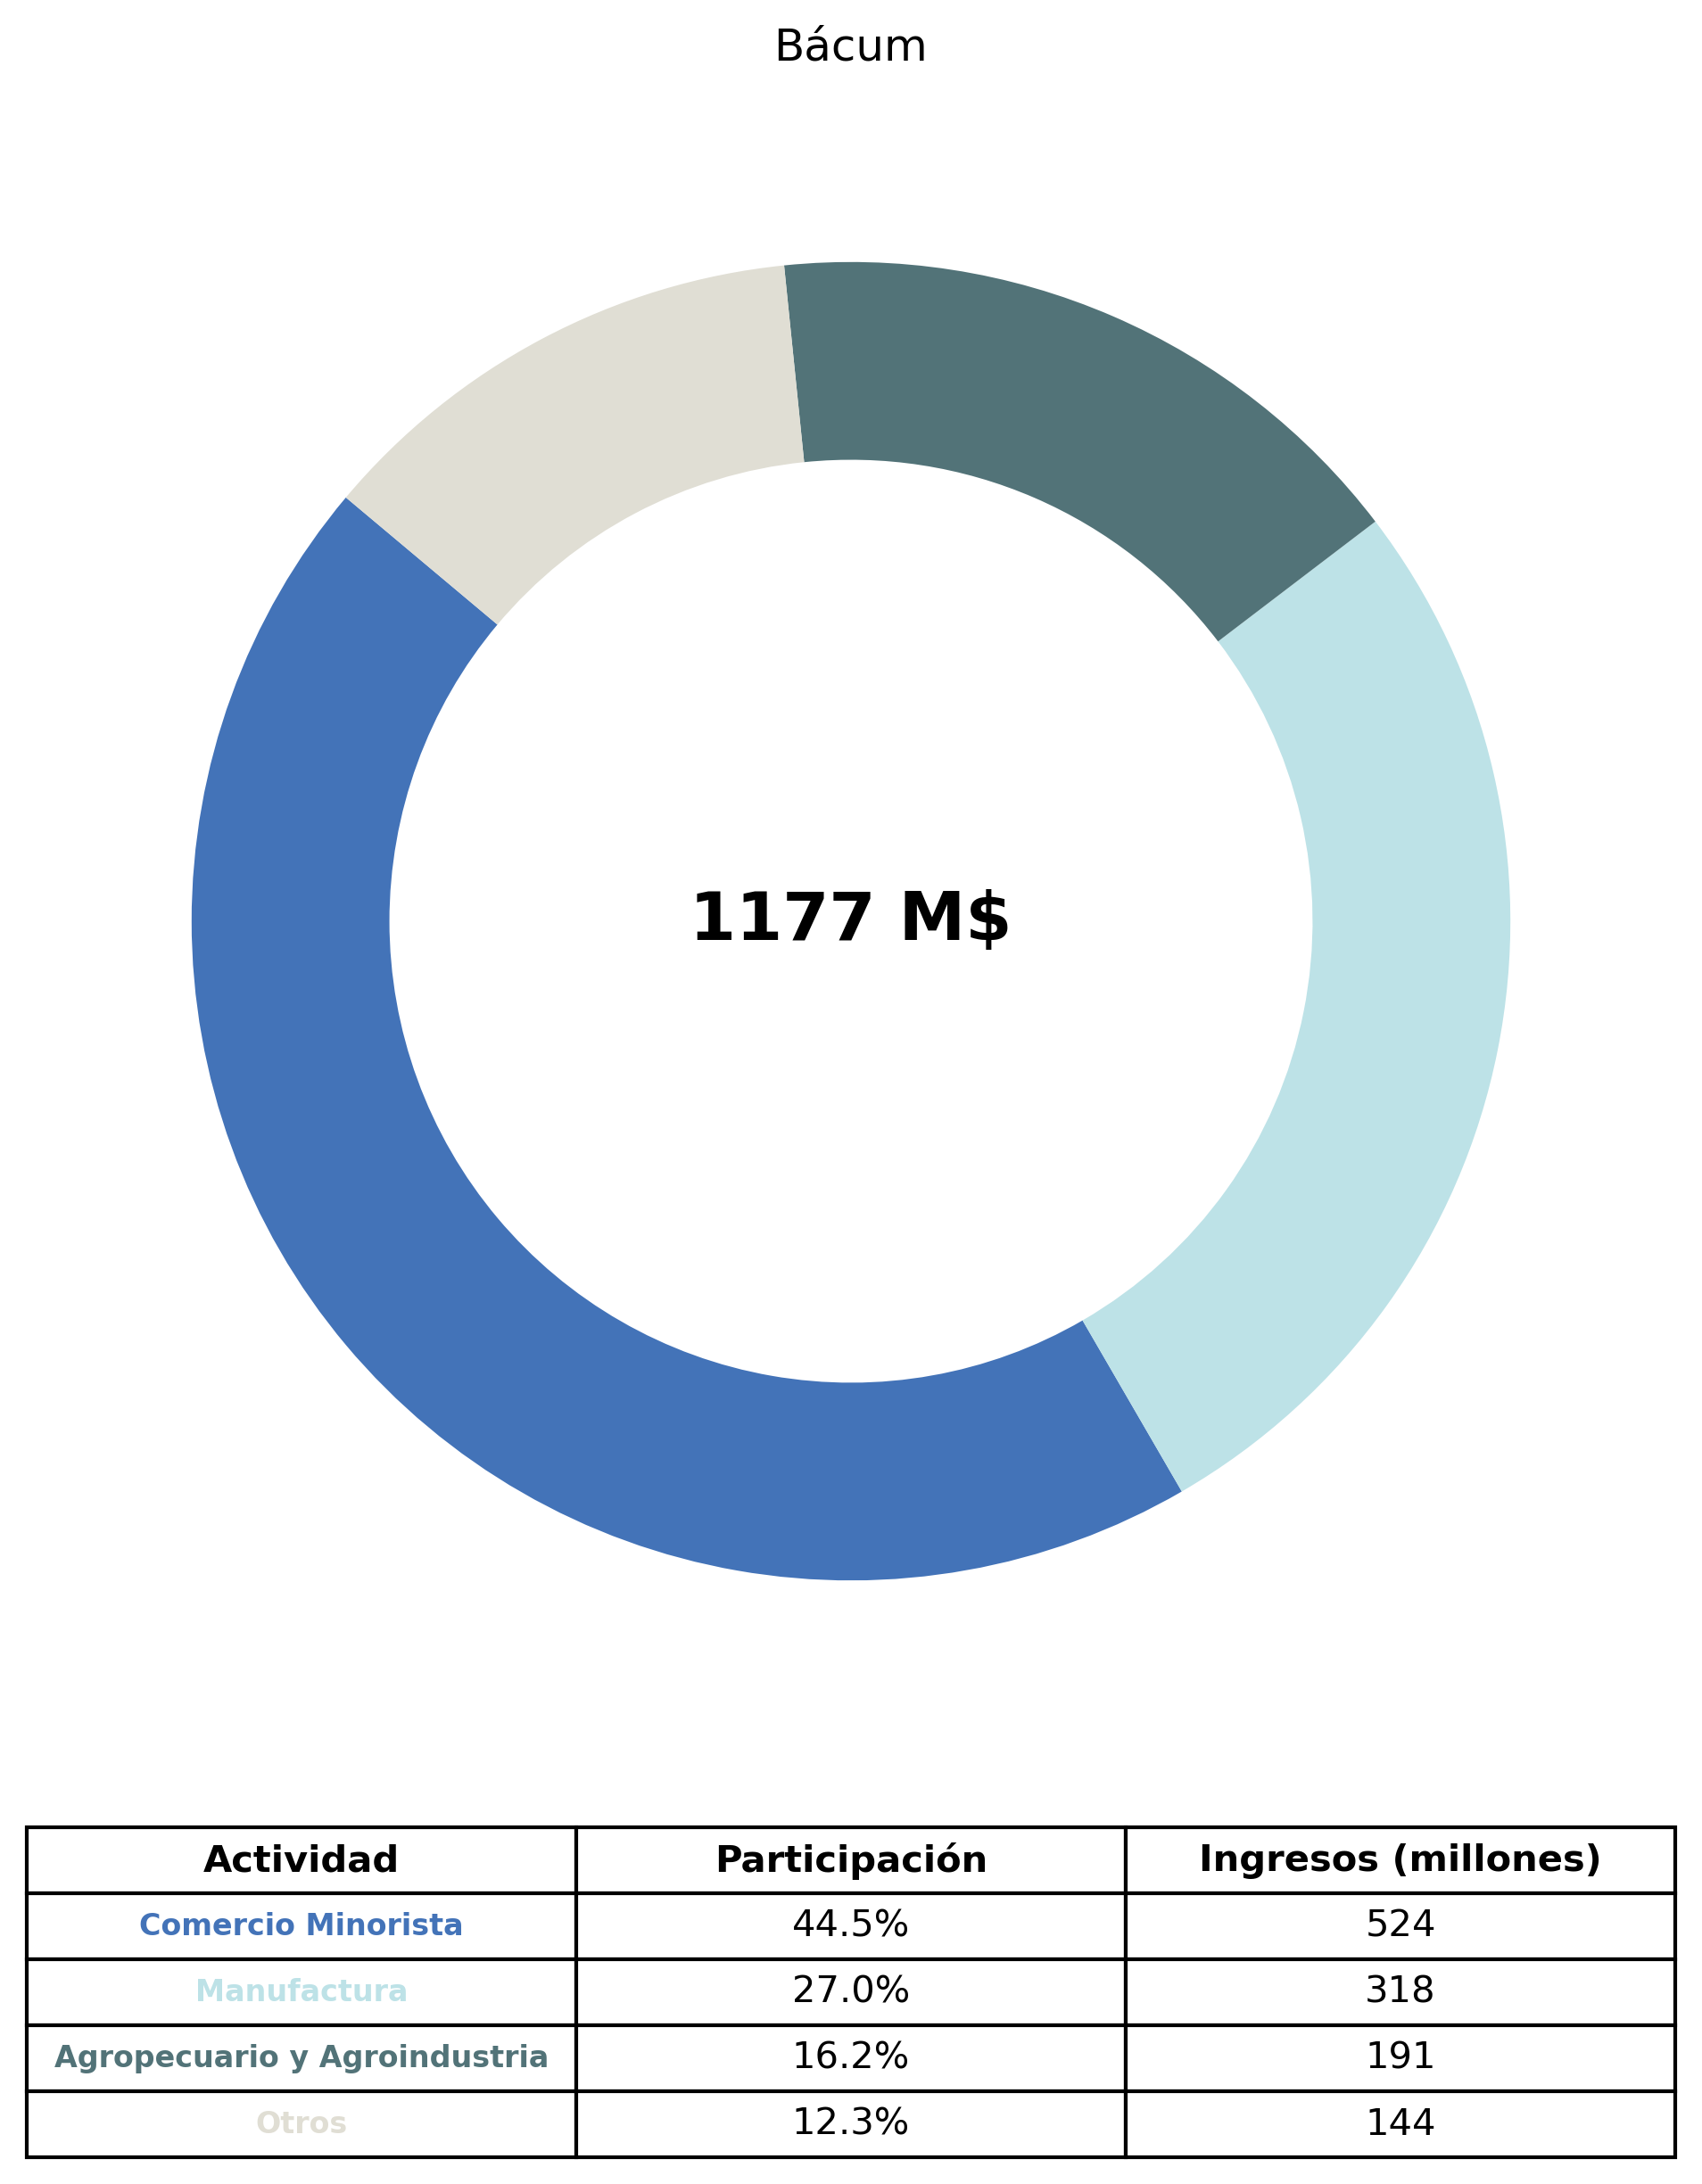 Bácum
1177 M$
Actividad Participación Ingresos (millones)
Comercio Minorista 44.5% 524
Manufactura 27.0% 318
Agropecuario y Agroindustria 16.2% 191
Otros 12.3% 144